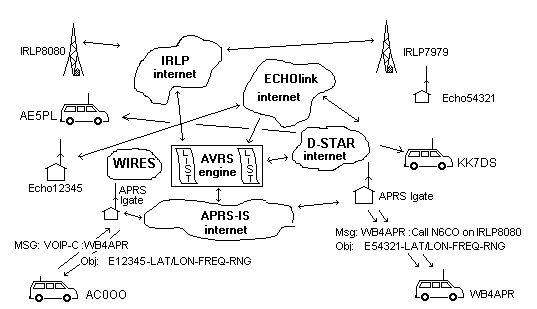 IRLP8080
IRLP
internet
IRLP7979
ECHOlink
internet
Echo54321
AE5PL
WIRES
LIST
AVRS
engine
LIST
D-STAR
internet
KK7DS
Echo12345
APRS
Igate
APRS Igate
APRS-IS
internet
MSG: VOIP-C :WB4APR
Obj: E12345-LAT/LON-FREQ-RNG
Msg: WB4APR :Call N6CO on IRLP8080
Obj: E54321-LAT/LON-FREQ-RNG
AC0OO
WB4APR